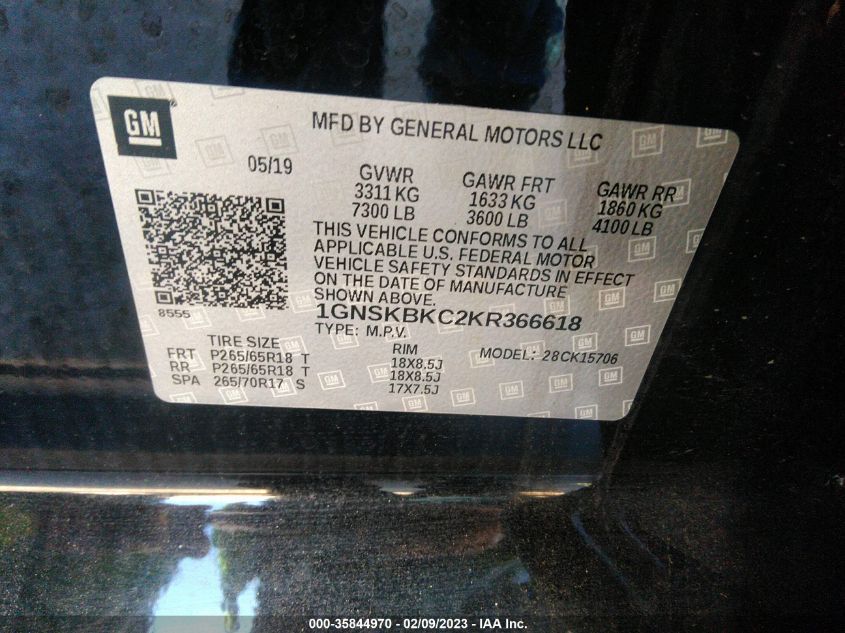 GM
MFD BY GENERAL MOTORS LLC
05/19
GVWR
3311 KG
7300 LB
GAWR FRT
1633 KG
3600 LB
GAWR RR
1860 KG
4100 LB
THIS VEHICLE CONFORMS TO ALL
APPLICABLE U.S. FEDERAL MOTOR
VEHICLE SAFETY STANDARDS IN EFFECT
ON THE DATE OF MANUFACTURE
SHOWN ABOVE.
8555
1GNSKBKC2KR366618
TYPE: M.P.V.
MODEL: 28CK15706
TIRE SIZE RIM
FRT P265/65R18 T 18X8.5J
RR P265/65R18 T 18X8.5J
SPA 265/70R17 S 17X7.5J
000-35844970 - 02/09/2023 - IAA Inc.